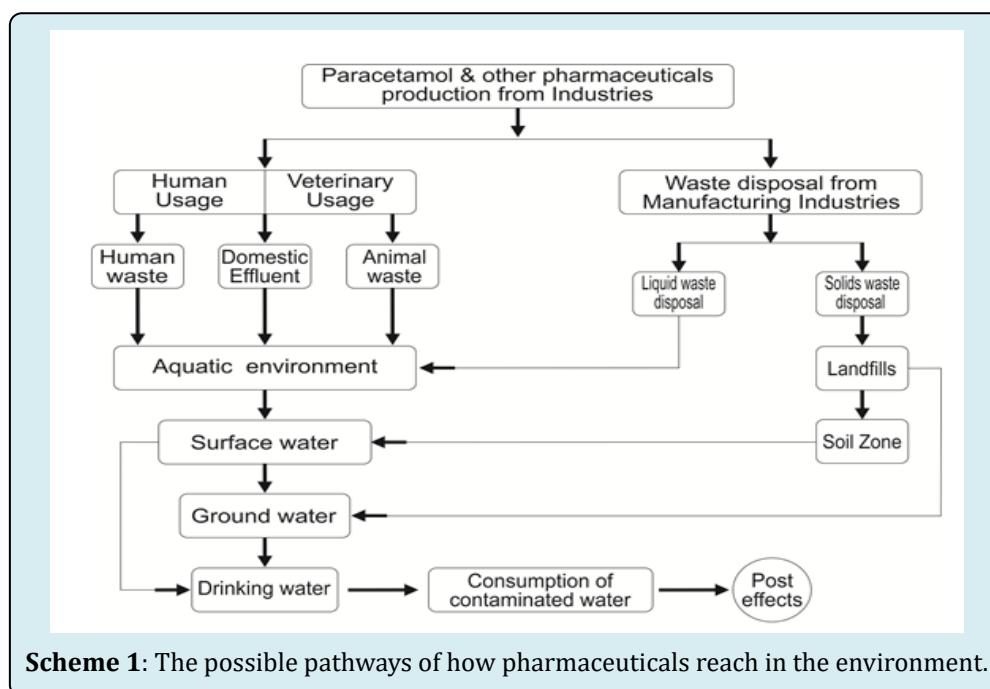 Paracetamol & other pharmaceuticals
production from Industries
Human
Usage
Veterinary
Usage
Waste disposal from
Manufacturing Industries
Human
waste
Domestic
Effluent
Animal
waste
Liquid waste
disposal
Solids waste
disposal
Aquatic environment
Landfills
Surface water
Soil Zone
Ground water
Drinking water
Consumption of
contaminated water
Post
effects
Scheme 1: The possible pathways of how pharmaceuticals reach in the environment.